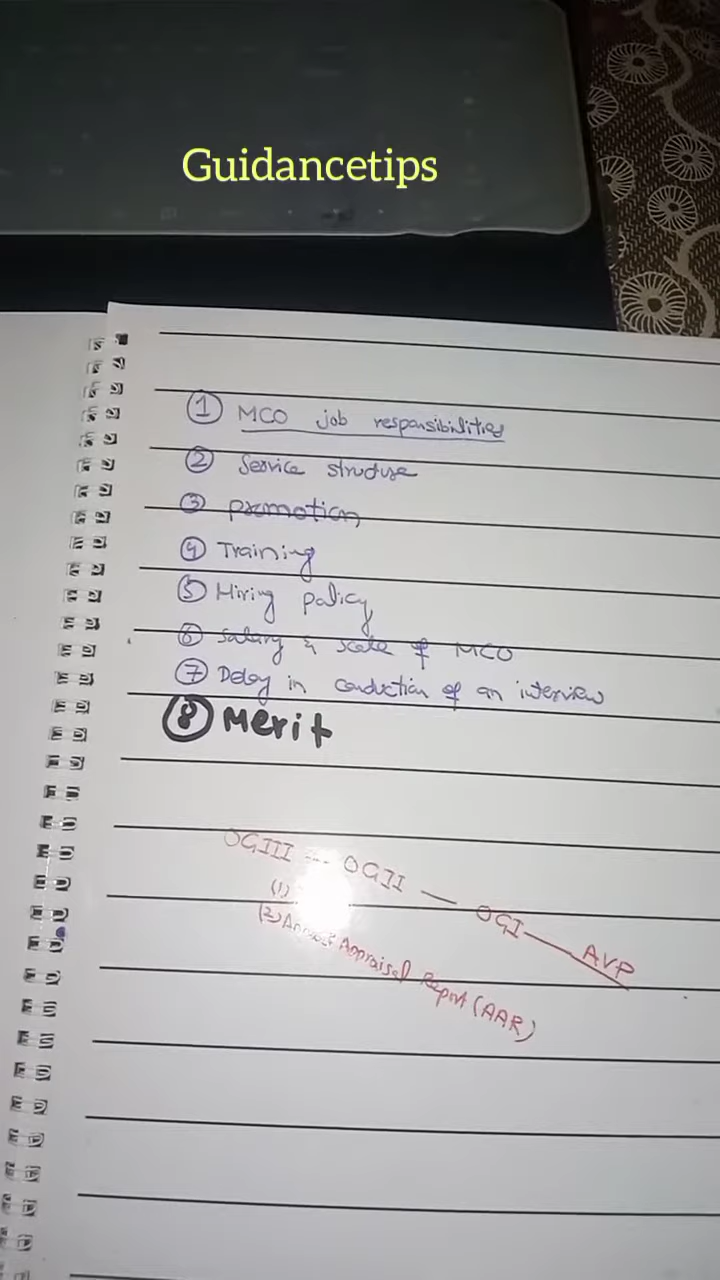 Guidancetips
① MCO job responsibilities
② Service structure
③ promotion
④ Training
⑤ Hiring policy
⑥ Salary & scale of MCO
⑦ Delay in conduction of an interview
⑧ Merit
OGIII --- OGII — OGI — AVP
(1)
(2) Annual Appraisal Report (AAR)